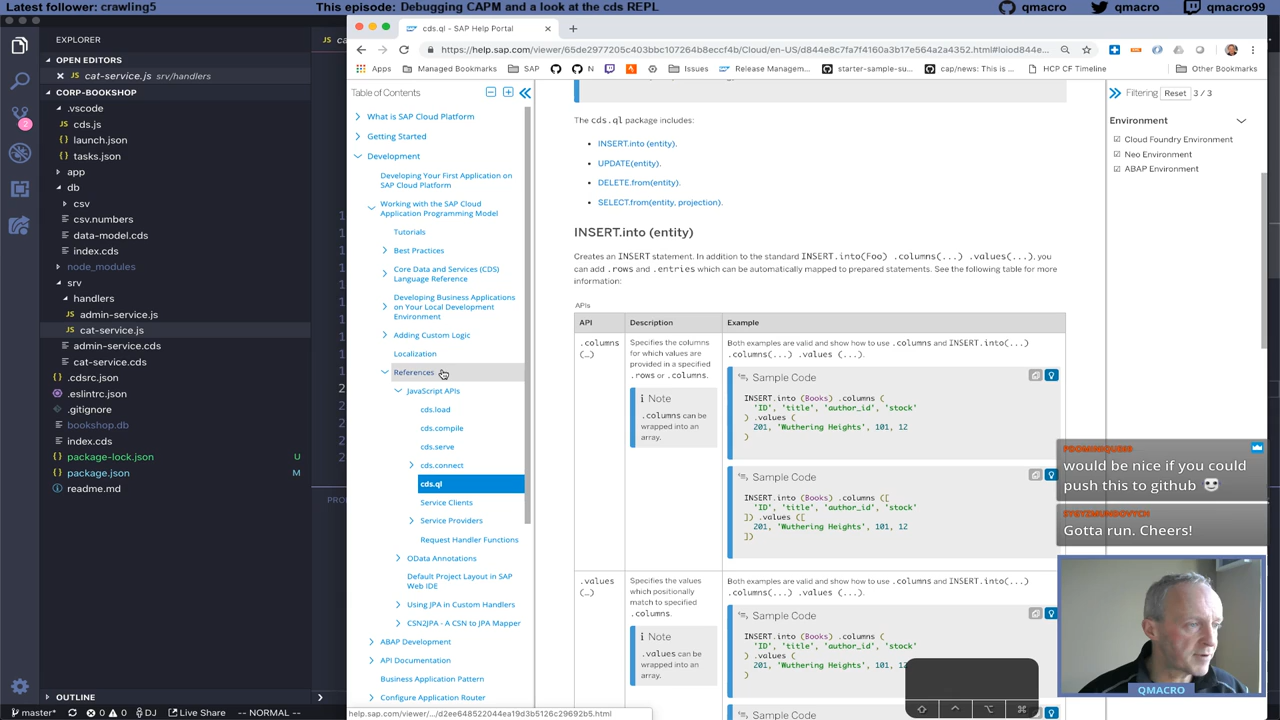 Latest follower: crawling5
This episode: Debugging CAPM and a look at the cds REPL
qmacro
qmacro
qmacro99
EXPLORER
OPEN EDITORS
cat-service.js src/handlers
CORP-BOOKSHOP
.vscode
cds.js
launch.json
tasks.json
app
db
csv
csv.numbers
data-model.cds
index.cds
node_modules
srv
handlers
admin-service.js
cat-service.js
admin-service.cds
cat-service.cds
.cdsrc.json
.eslintrc.json
.gitignore
bookshop.db
index.cds
package-lock.json U
package.json M
readme.md
OUTLINE
master*
0 0
DJ
Live Share
-- NORMAL --
cds.ql - SAP Help Portal
https://help.sap.com/viewer/65de2977205c403bbc107264b8eccf4b/Cloud/en-US/d844e8c7fa7f4160a3b17e564a2a4352.html#loiod844e...
Apps
Managed Bookmarks
SAP
N
Issues
Release Managem...
starter-sample-su...
cap/news: This is ...
HCP CF Timeline
Other Bookmarks
Table of Contents
What is SAP Cloud Platform
Getting Started
Development
Developing Your First Application on
SAP Cloud Platform
Working with the SAP Cloud
Application Programming Model
Tutorials
Best Practices
Core Data and Services (CDS)
Language Reference
Developing Business Applications
on Your Local Development
Environment
Adding Custom Logic
Localization
References
JavaScript APIs
cds.load
cds.compile
cds.serve
cds.connect
cds.ql
Service Clients
Service Providers
Request Handler Functions
OData Annotations
Default Project Layout in SAP
Web IDE
Using JPA in Custom Handlers
CSN2JPA - A CSN to JPA Mapper
ABAP Development
API Documentation
Business Application Pattern
Configure Application Router
help.sap.com/viewer/.../d2ee648522044ea19d3b5126c29692b5.html
The cds.ql package includes:
• INSERT.into (entity).
• UPDATE(entity).
• DELETE.from(entity).
• SELECT.from(entity, projection).
INSERT.into (entity)
Creates an INSERT statement. In addition to the standard INSERT.into(Foo) .columns(...) .values(...), you
can add .rows and .entries which can be automatically mapped to prepared statements. See the following table for more
information:
APIs
API Description Example
.columns
(…)
Specifies the columns
for which values are
provided in a specified
.rows or .columns.
Note
.columns can be
wrapped into an
array.
Both examples are valid and show how to use .columns and INSERT.into(...)
.columns(...) .values (...).
Sample Code
INSERT.into (Books) .columns (
'ID', 'title', 'author_id', 'stock'
) .values (
201, 'Wuthering Heights', 101, 12
)
Sample Code
INSERT.into (Books) .columns ([
'ID', 'title', 'author_id', 'stock'
]) .values ([
201, 'Wuthering Heights', 101, 12
])
.values
(…)
Specifies the values
which positionally
match to specified
.columns.
Note
.values can be
wrapped into an
array.
Both examples are valid and show how to use .columns and INSERT.into(...)
.columns(...) .values (...).
Sample Code
INSERT.into (Books) .columns (
'ID', 'title', 'author_id', 'stock'
) .values (
201, 'Wuthering Heights', 101, 12
)
Sample Code
Filtering Reset 3 / 3
Environment
Cloud Foundry Environment
Neo Environment
ABAP Environment
would be nice if you could
push this to github
Gotta run. Cheers!
QMACRO